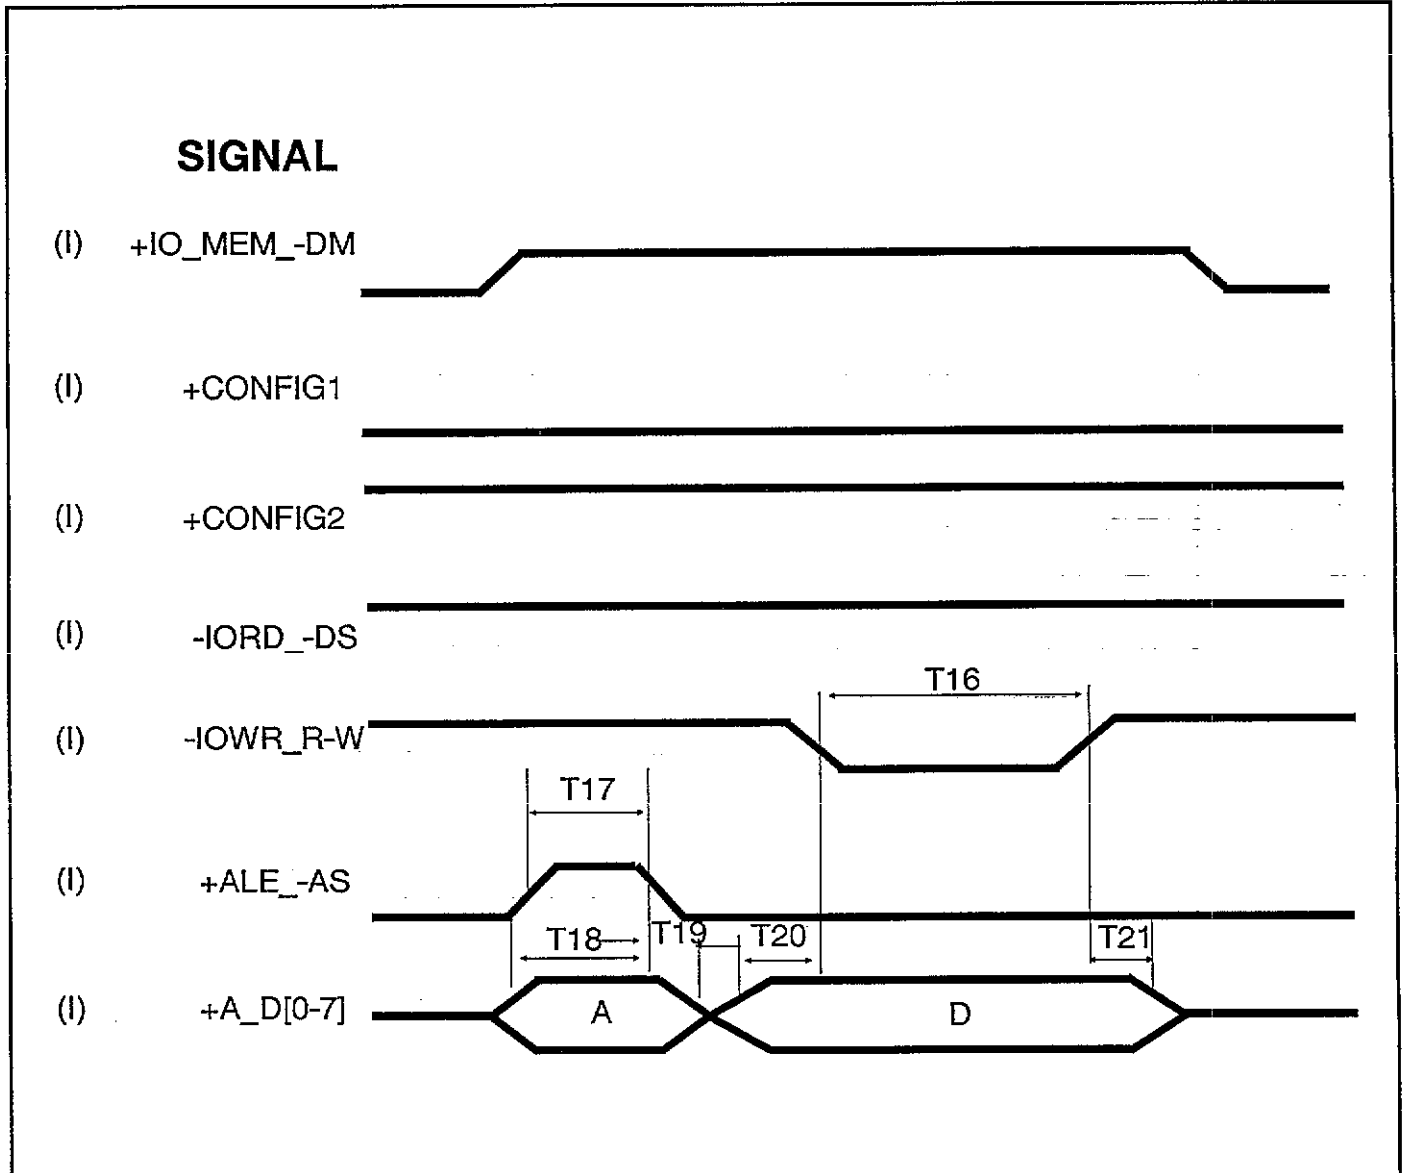 SIGNAL
(I) +IO_MEM_-DM
(I) +CONFIG1
(I) +CONFIG2
(I) -IORD_-DS
T16
(I) -IOWR_R-W
T17
(I) +ALE_-AS
T18 T19 T20 T21
(I) +A_D[0-7] A D